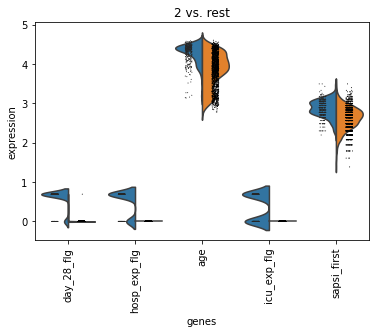 2 vs. rest
expression
5
4
3
2
1
0
day_28_flg
hosp_exp_flg
age
icu_exp_flg
sapsi_first
genes